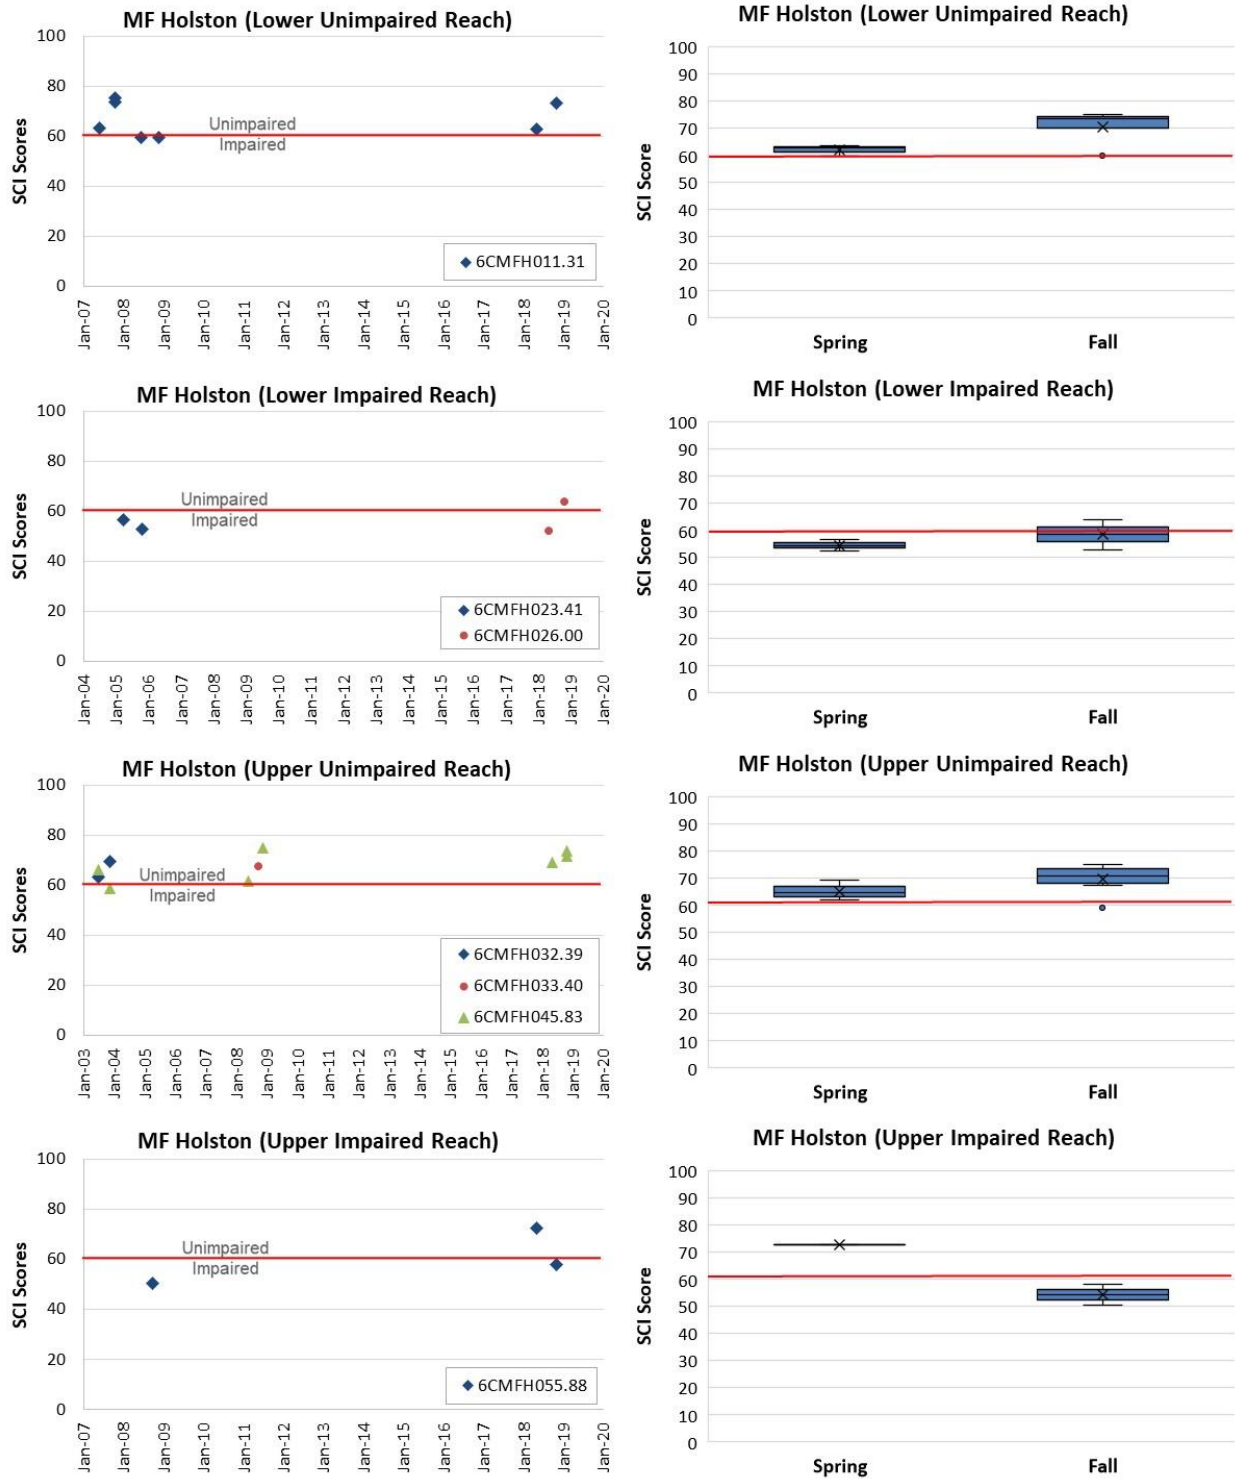 MF Holston (Lower Unimpaired Reach)
SCI Scores
100
80
60
40
20
0
Unimpaired
Impaired
6CMFH011.31
Jan-07
Jan-08
Jan-09
Jan-10
Jan-11
Jan-12
Jan-13
Jan-14
Jan-15
Jan-16
Jan-17
Jan-18
Jan-19
Jan-20
MF Holston (Lower Unimpaired Reach)
SCI Score
100
90
80
70
60
50
40
30
20
10
0
Spring Fall
MF Holston (Lower Impaired Reach)
SCI Scores
100
80
60
40
20
0
Unimpaired
Impaired
6CMFH023.41
6CMFH026.00
Jan-04
Jan-05
Jan-06
Jan-07
Jan-08
Jan-09
Jan-10
Jan-11
Jan-12
Jan-13
Jan-14
Jan-15
Jan-16
Jan-17
Jan-18
Jan-19
Jan-20
MF Holston (Lower Impaired Reach)
SCI Score
100
90
80
70
60
50
40
30
20
10
0
Spring Fall
MF Holston (Upper Unimpaired Reach)
SCI Scores
100
80
60
40
20
0
Unimpaired
Impaired
6CMFH032.39
6CMFH033.40
6CMFH045.83
Jan-03
Jan-04
Jan-05
Jan-06
Jan-07
Jan-08
Jan-09
Jan-10
Jan-11
Jan-12
Jan-13
Jan-14
Jan-15
Jan-16
Jan-17
Jan-18
Jan-19
Jan-20
MF Holston (Upper Unimpaired Reach)
SCI Score
100
90
80
70
60
50
40
30
20
10
0
Spring Fall
MF Holston (Upper Impaired Reach)
SCI Scores
100
80
60
40
20
0
Unimpaired
Impaired
6CMFH055.88
Jan-07
Jan-08
Jan-09
Jan-10
Jan-11
Jan-12
Jan-13
Jan-14
Jan-15
Jan-16
Jan-17
Jan-18
Jan-19
Jan-20
MF Holston (Upper Impaired Reach)
SCI Score
100
90
80
70
60
50
40
30
20
10
0
Spring Fall